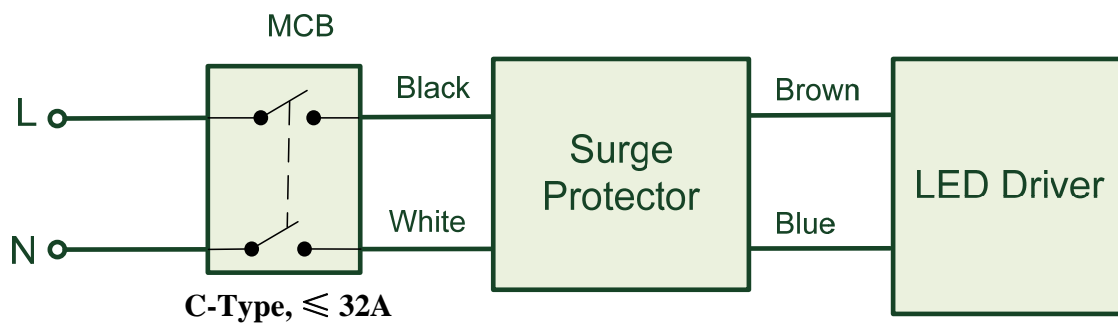 MCB
L
Black
Brown
Surge
Protector
LED Driver
N
White
Blue
C-Type, ≤ 32A